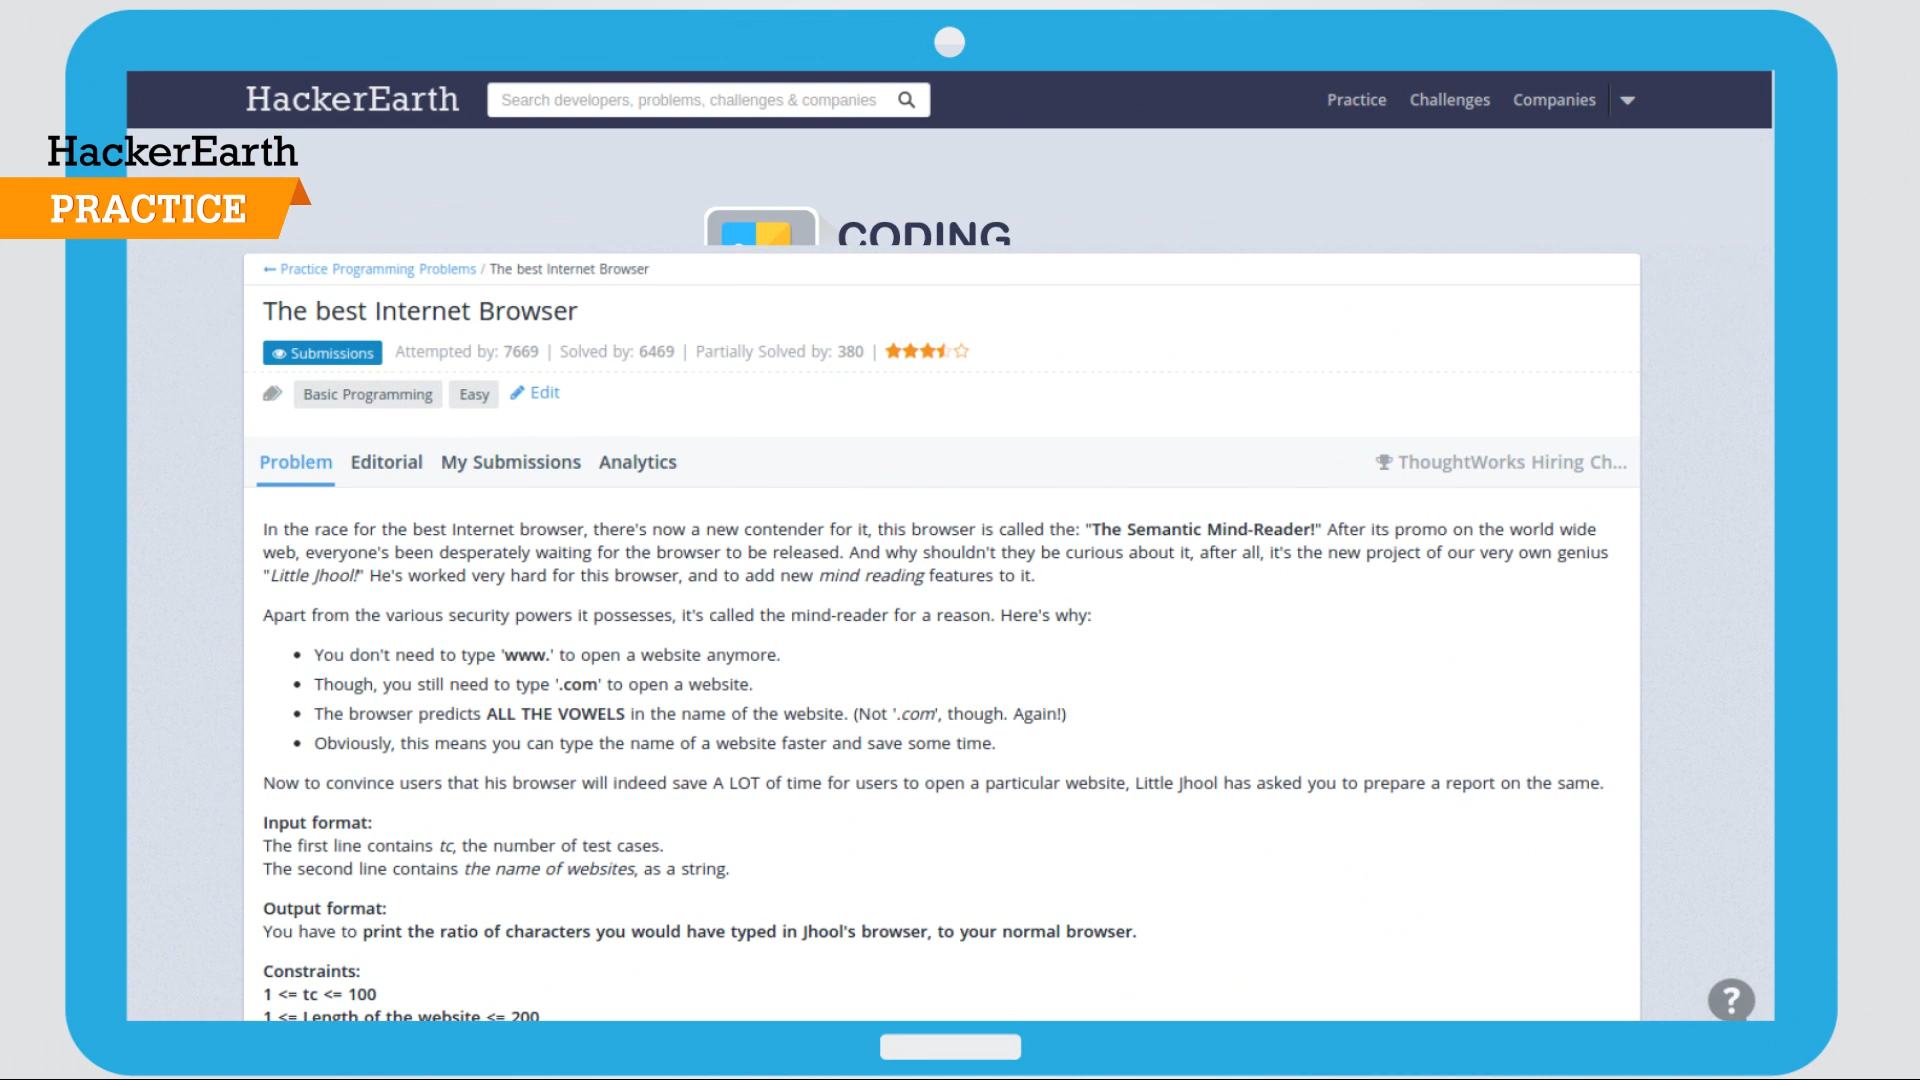 HackerEarth
Search developers, problems, challenges & companies
Practice Challenges Companies
HackerEarth
PRACTICE
CODING
← Practice Programming Problems / The best Internet Browser
The best Internet Browser
Submissions Attempted by: 7669 | Solved by: 6469 | Partially Solved by: 380 |
Basic Programming Easy Edit
Problem Editorial My Submissions Analytics ThoughtWorks Hiring Ch...
In the race for the best Internet browser, there's now a new contender for it, this browser is called the: "The Semantic Mind-Reader!" After its promo on the world wide
web, everyone's been desperately waiting for the browser to be released. And why shouldn't they be curious about it, after all, it's the new project of our very own genius
"Little Jhool!" He's worked very hard for this browser, and to add new mind reading features to it.
Apart from the various security powers it possesses, it's called the mind-reader for a reason. Here's why:
• You don't need to type 'www.' to open a website anymore.
• Though, you still need to type '.com' to open a website.
• The browser predicts ALL THE VOWELS in the name of the website. (Not '.com', though. Again!)
• Obviously, this means you can type the name of a website faster and save some time.
Now to convince users that his browser will indeed save A LOT of time for users to open a particular website, Little Jhool has asked you to prepare a report on the same.
Input format:
The first line contains tc, the number of test cases.
The second line contains the name of websites, as a string.
Output format:
You have to print the ratio of characters you would have typed in Jhool's browser, to your normal browser.
Constraints:
1 <= tc <= 100
1 <= Length of the website <= 200
?